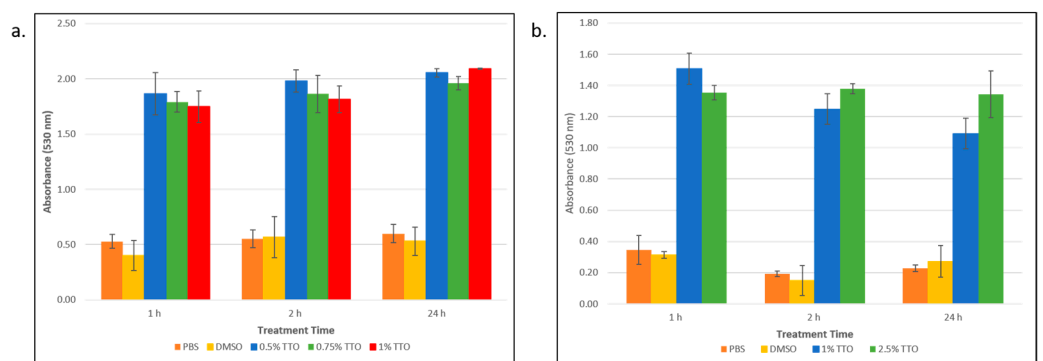 a.
2.50
2.00
1.50
1.00
0.50
0.00
Absorbance (530 nm)
1 h
2 h
24 h
Treatment Time
PBS DMSO 0.5% TTO 0.75% TTO 1% TTO
b.
1.80
1.60
1.40
1.20
1.00
0.80
0.60
0.40
0.20
0.00
Absorbance (530 nm)
1 h
2 h
24 h
Treatment Time
PBS DMSO 1% TTO 2.5% TTO